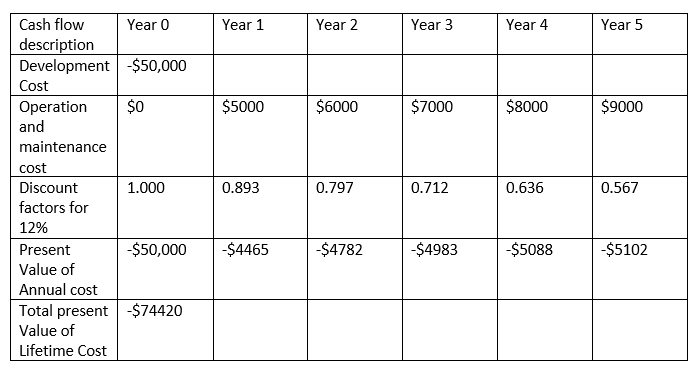 Cash flow description Year 0 Year 1 Year 2 Year 3 Year 4 Year 5
Development Cost -$50,000
Operation and maintenance cost $0 $5000 $6000 $7000 $8000 $9000
Discount factors for 12% 1.000 0.893 0.797 0.712 0.636 0.567
Present Value of Annual cost -$50,000 -$4465 -$4782 -$4983 -$5088 -$5102
Total present Value of Lifetime Cost -$74420